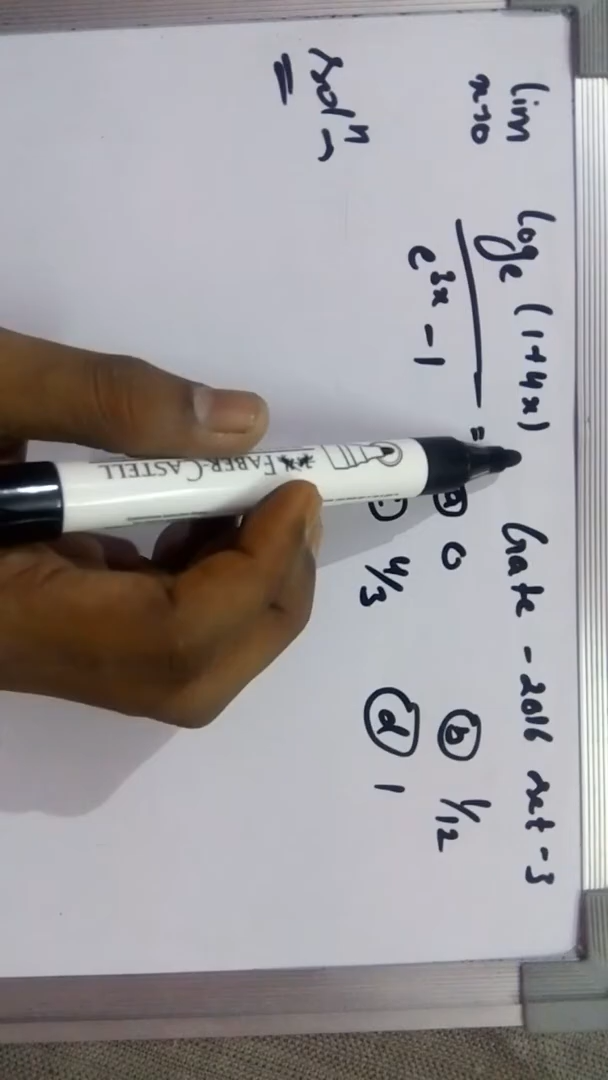 lim logₑ (1+4x) Gate - 2016 set - 3
x→0 e³ˣ - 1 =
(a) 0 (b) 1/12
(c) 4/3 (d) 1
Solⁿ →
FABER-CASTELL